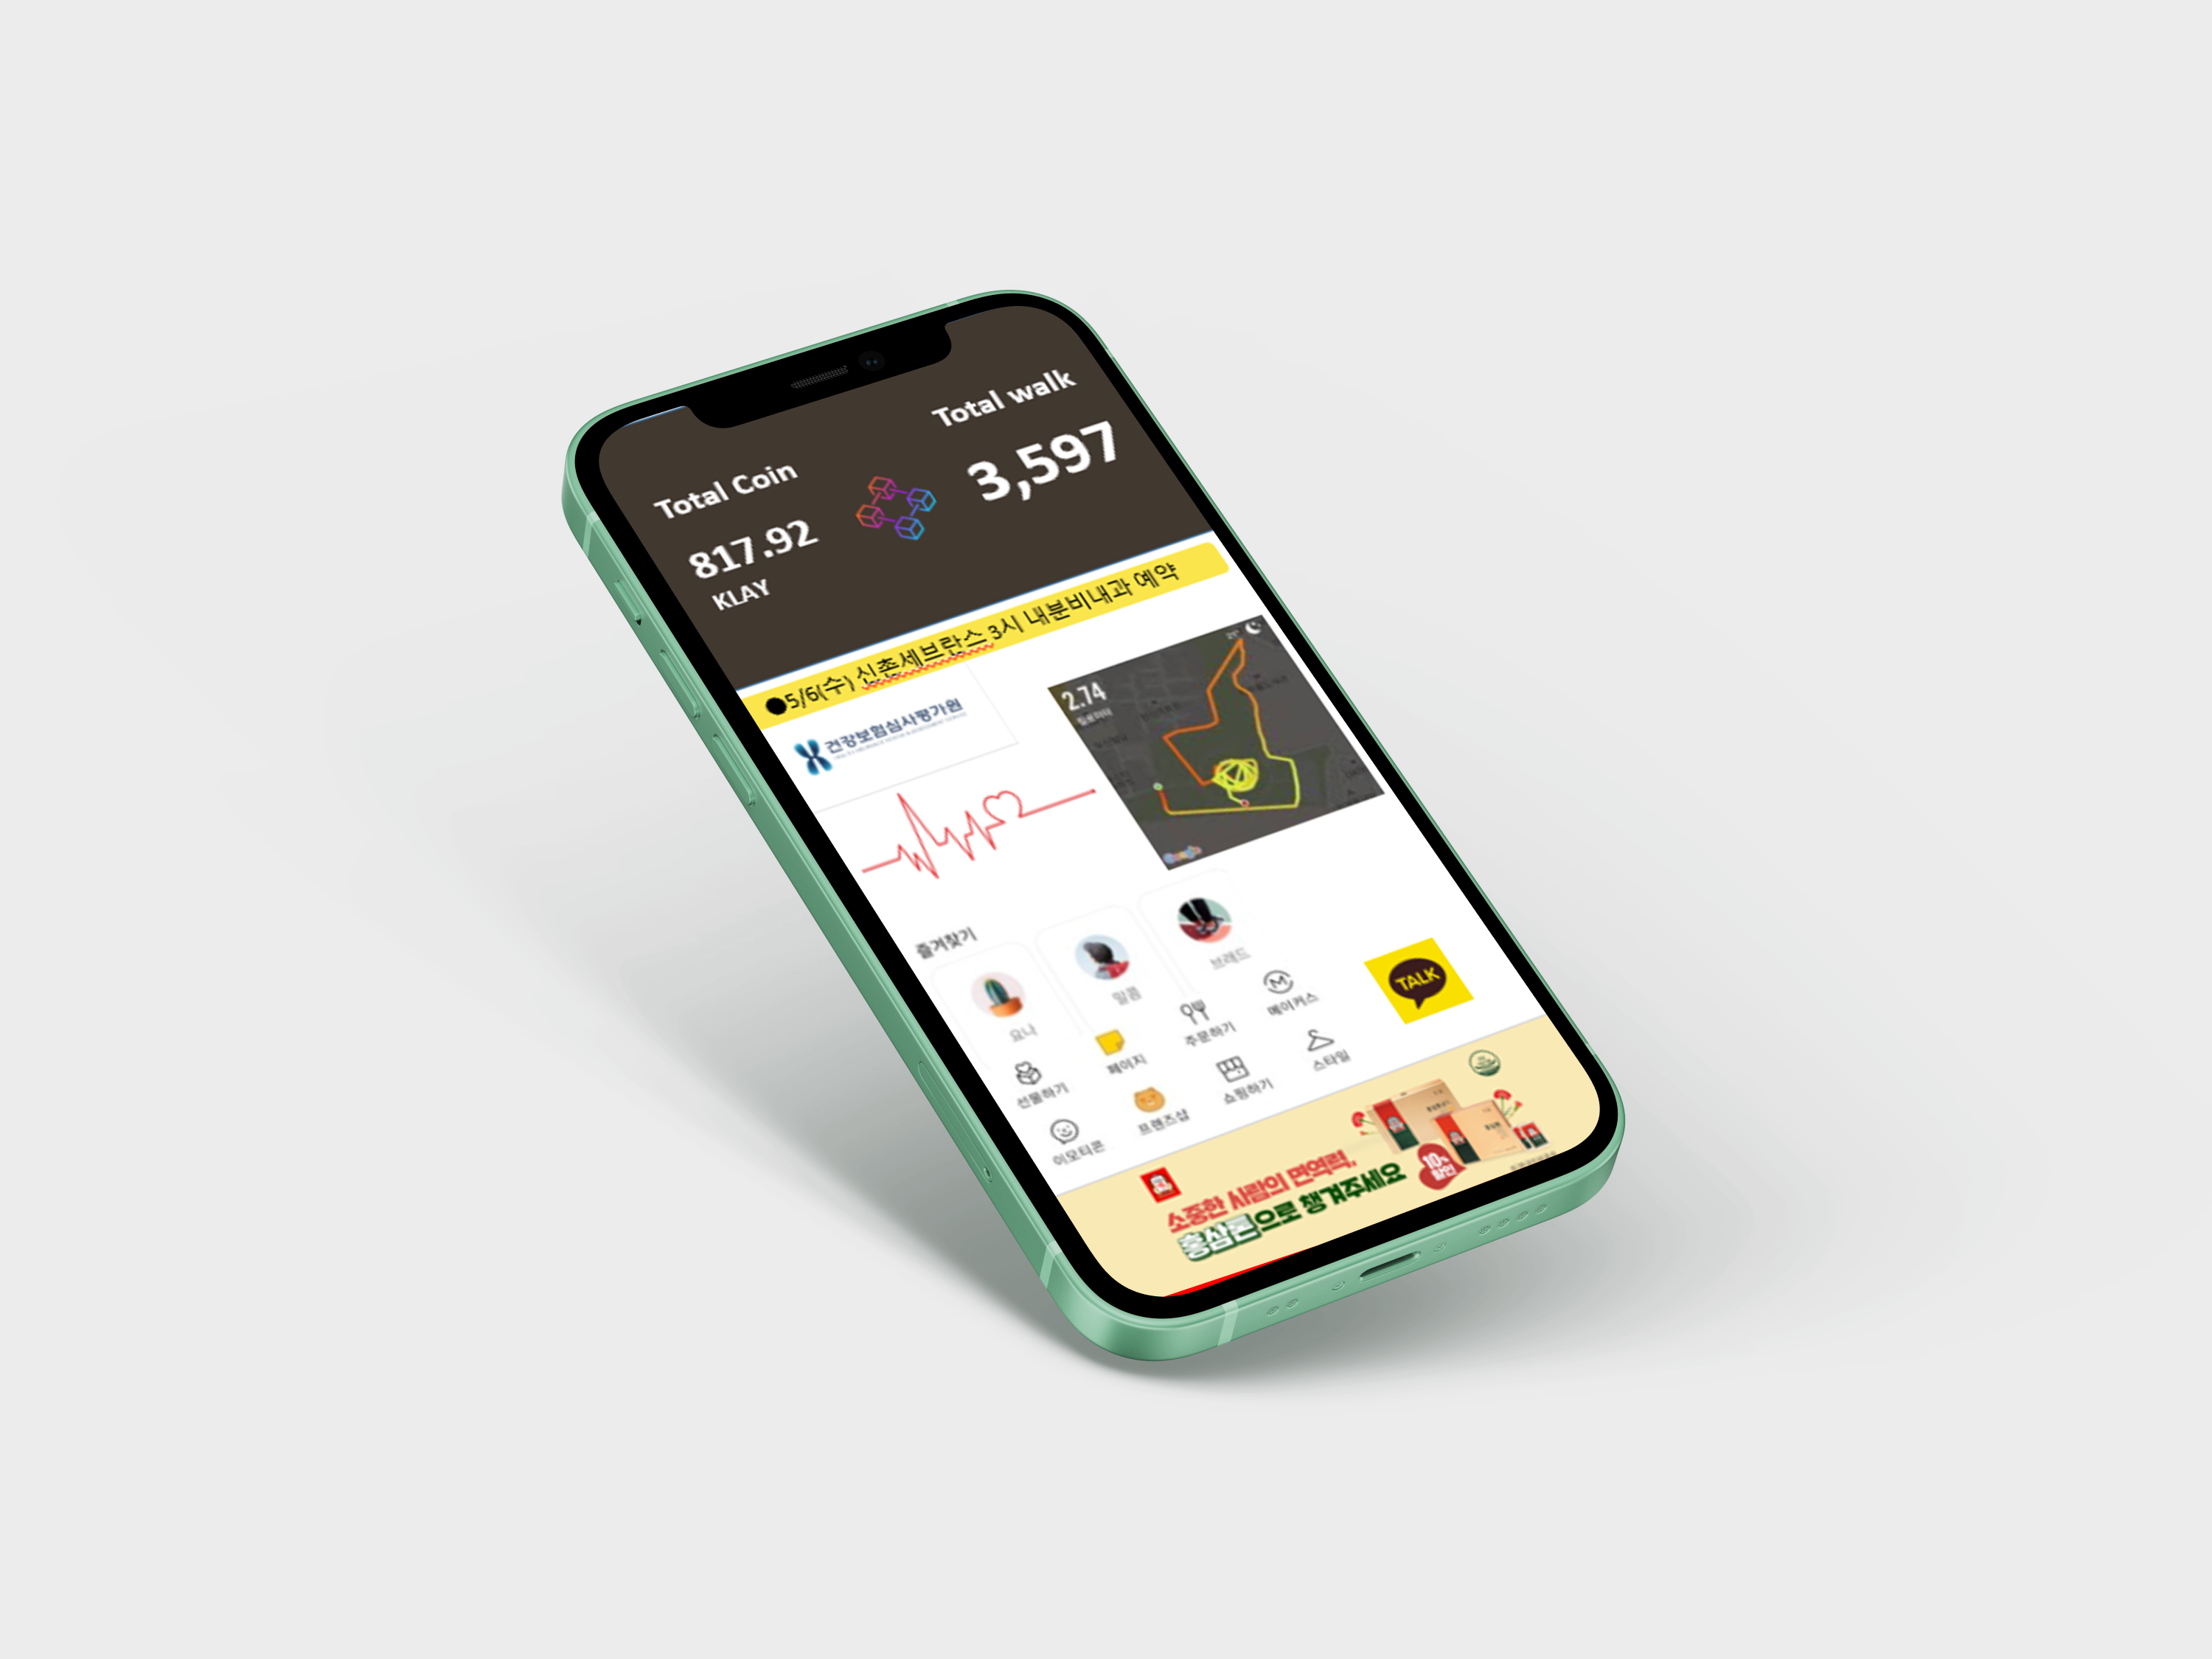 Total Coin
Total walk
817.92
KLAY
3,597
●5/6(수) 신촌세브란스 3시 내분비내과 예약
건강보험심사평가원
2.74
킬로미터
21°
즐겨찾기
요나
말콤
브래드
선물하기
페이지
주문하기
메이커스
이모티콘
프렌즈샵
쇼핑하기
스타일
TALK
소중한 사람의 면역력,
홍삼톤으로 챙겨주세요
10%
할인